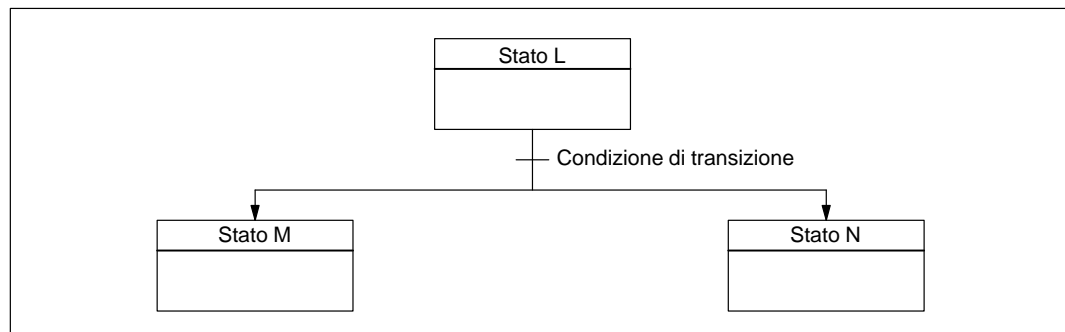 Stato L
Condizione di transizione
Stato M
Stato N